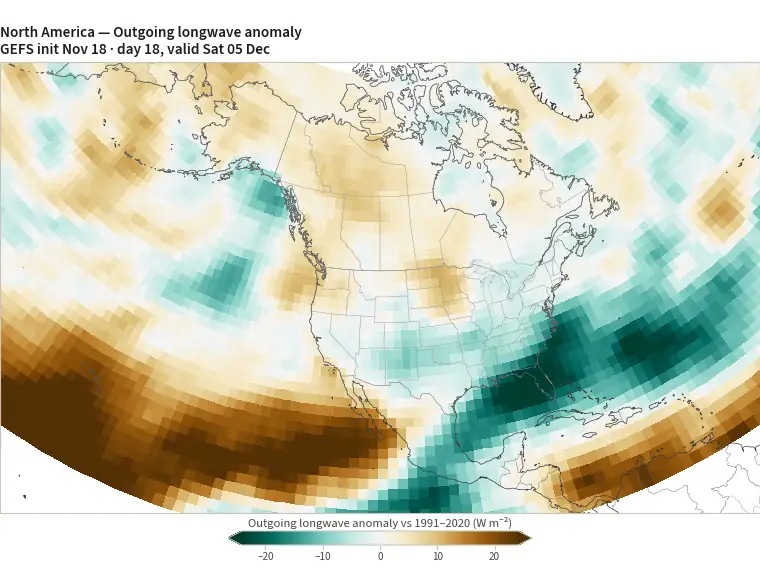 North America — Outgoing longwave anomaly
GEFS init Nov 18 · day 18, valid Sat 05 Dec
Outgoing longwave anomaly vs 1991–2020 (W m⁻²)
−20 −10 0 10 20